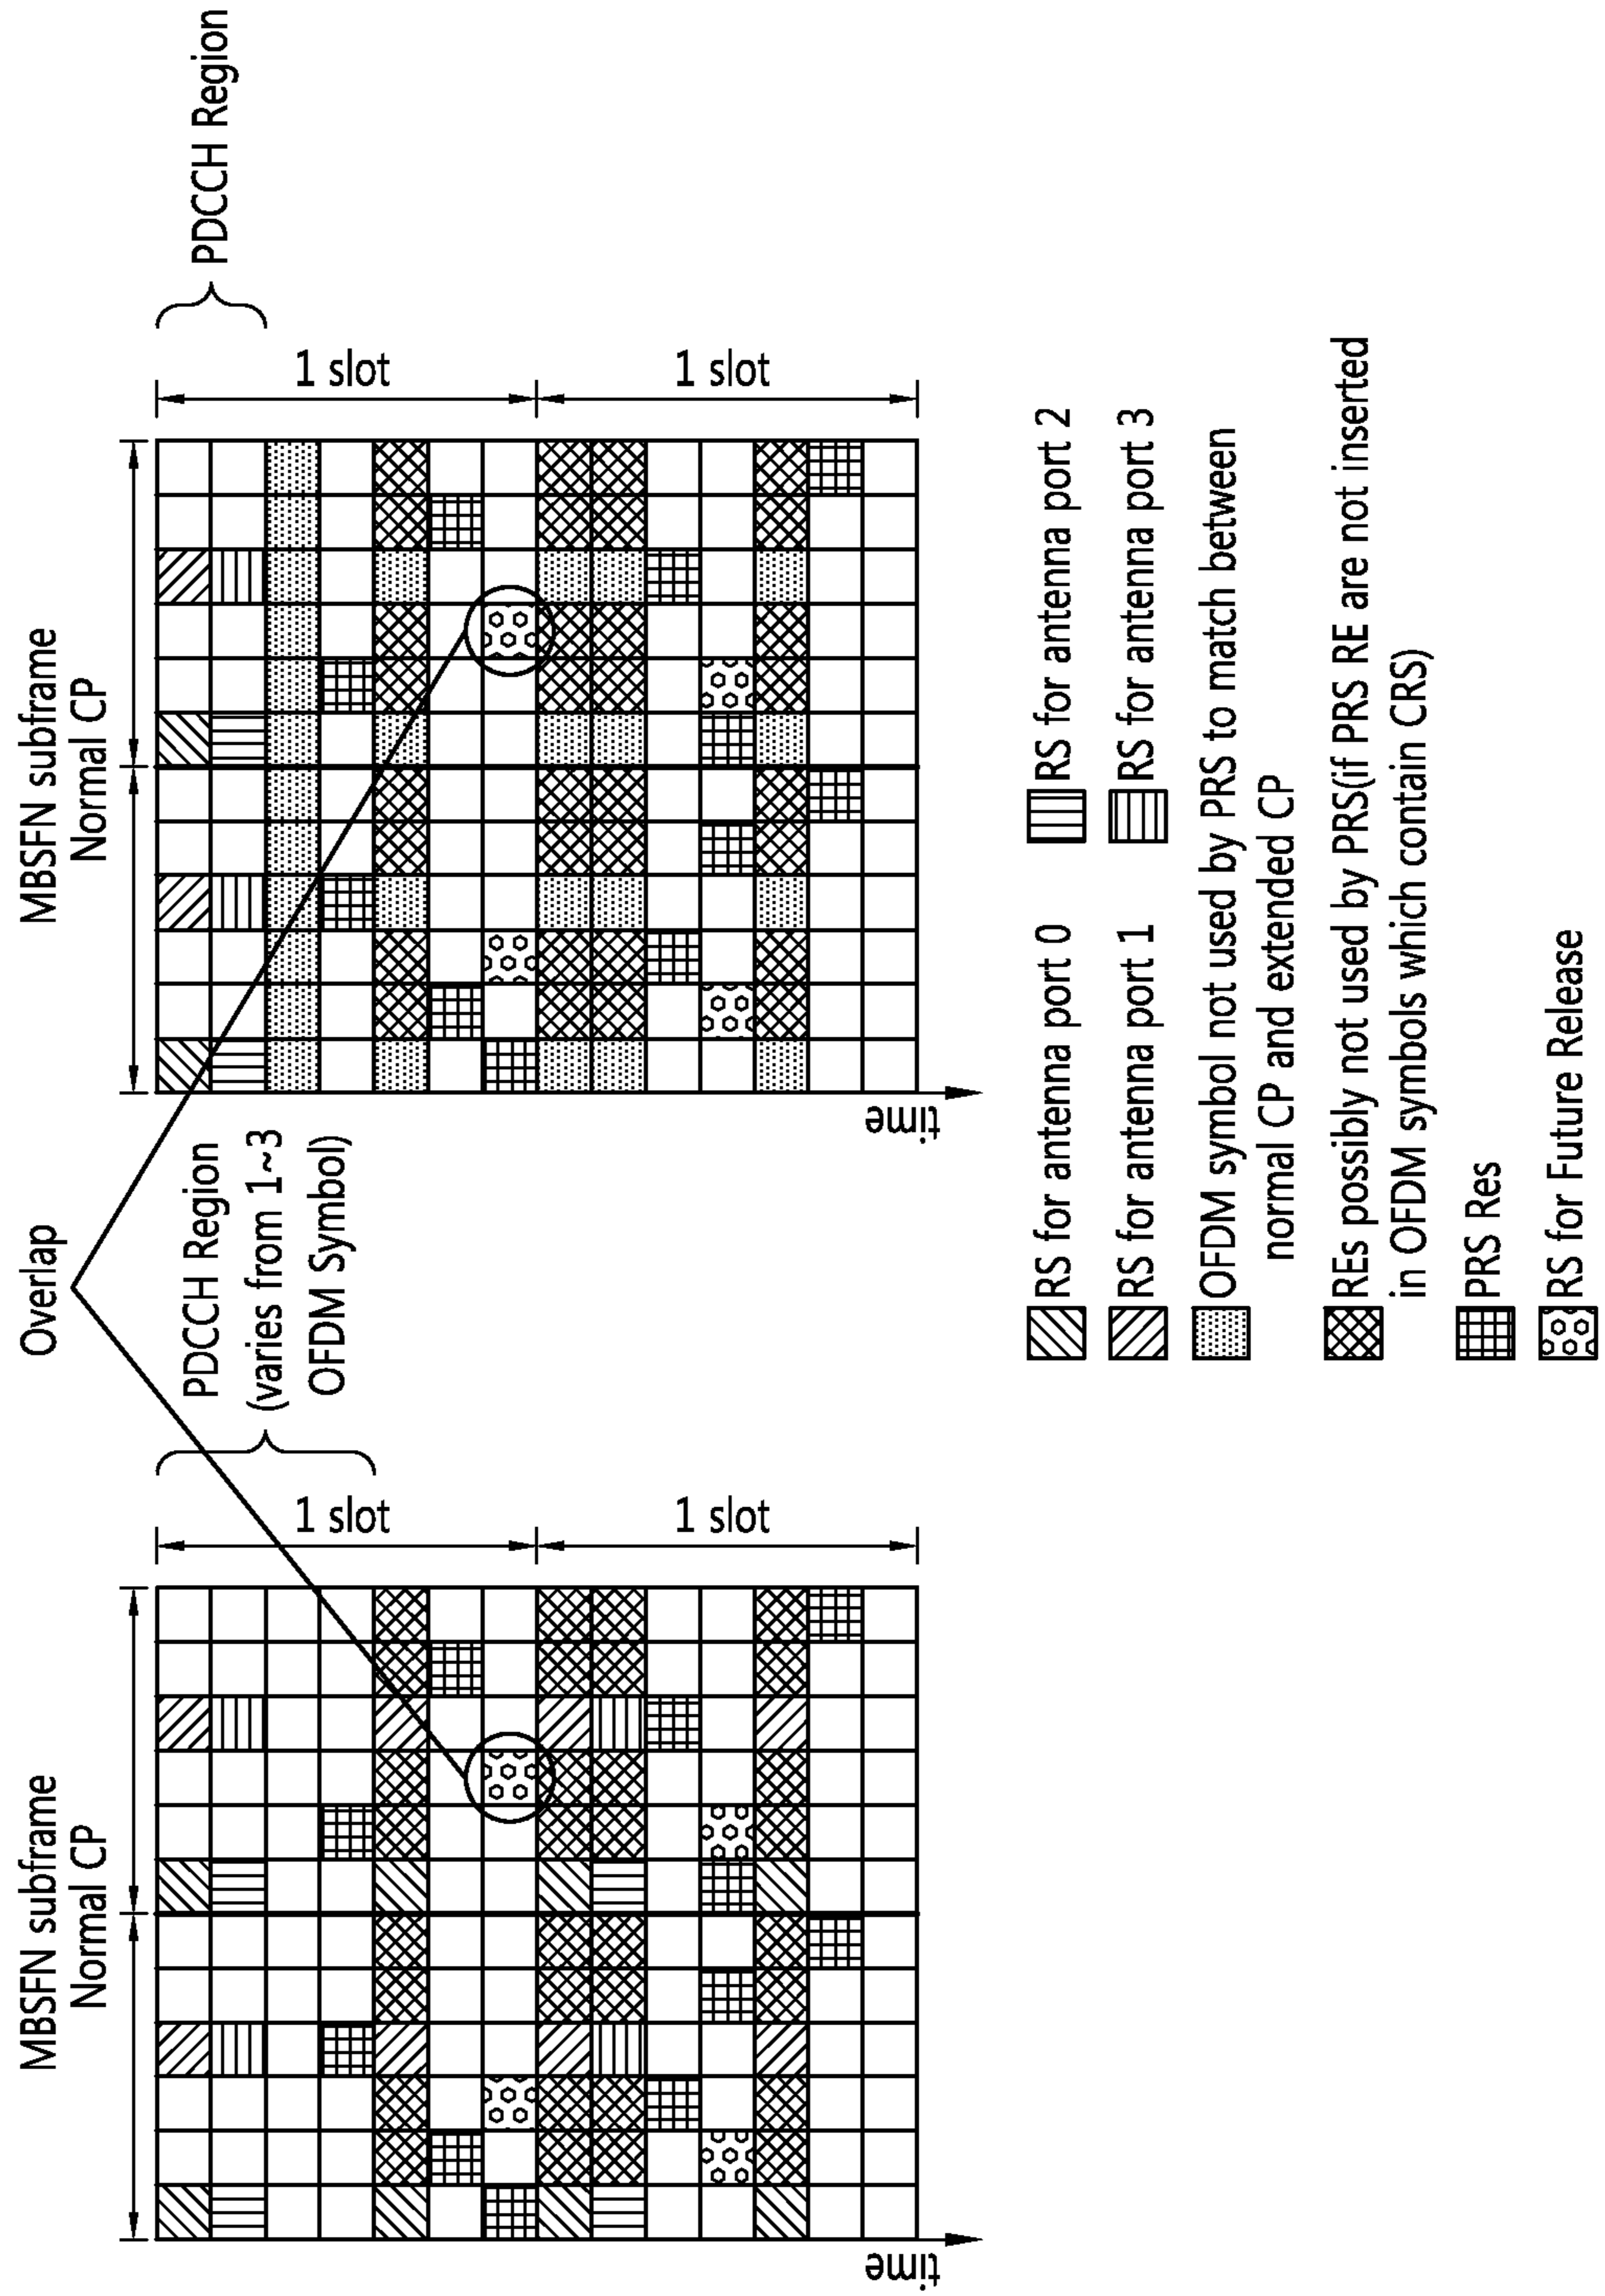 Overlap
MBSFN subframe
Normal CP
1 slot
1 slot
PDCCH Region
(varies from 1~3
OFDM Symbol)
time
MBSFN subframe
Normal CP
1 slot
1 slot
PDCCH Region
time
RS for antenna port 0
RS for antenna port 2
RS for antenna port 1
RS for antenna port 3
OFDM symbol not used by PRS to match between
normal CP and extended CP
REs possibly not used by PRS(if PRS RE are not inserted
in OFDM symbols which contain CRS)
PRS Res
RS for Future Release